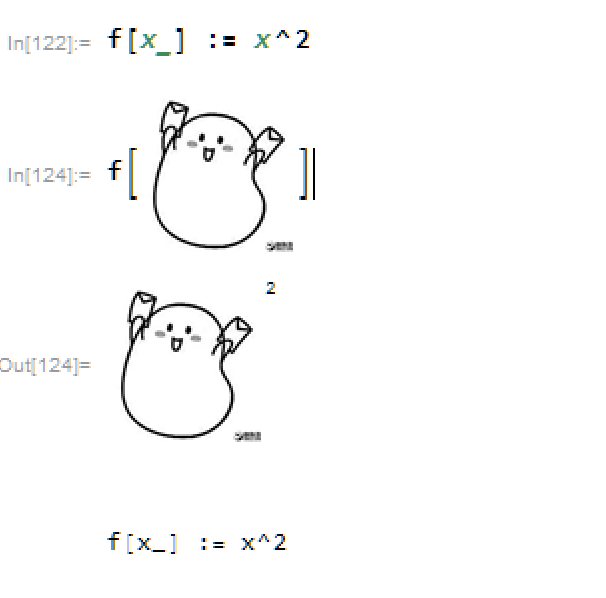 In[122]:= f[x_] := x^2
In[124]:= f[ ]
2
Out[124]=
f[x_] := x^2